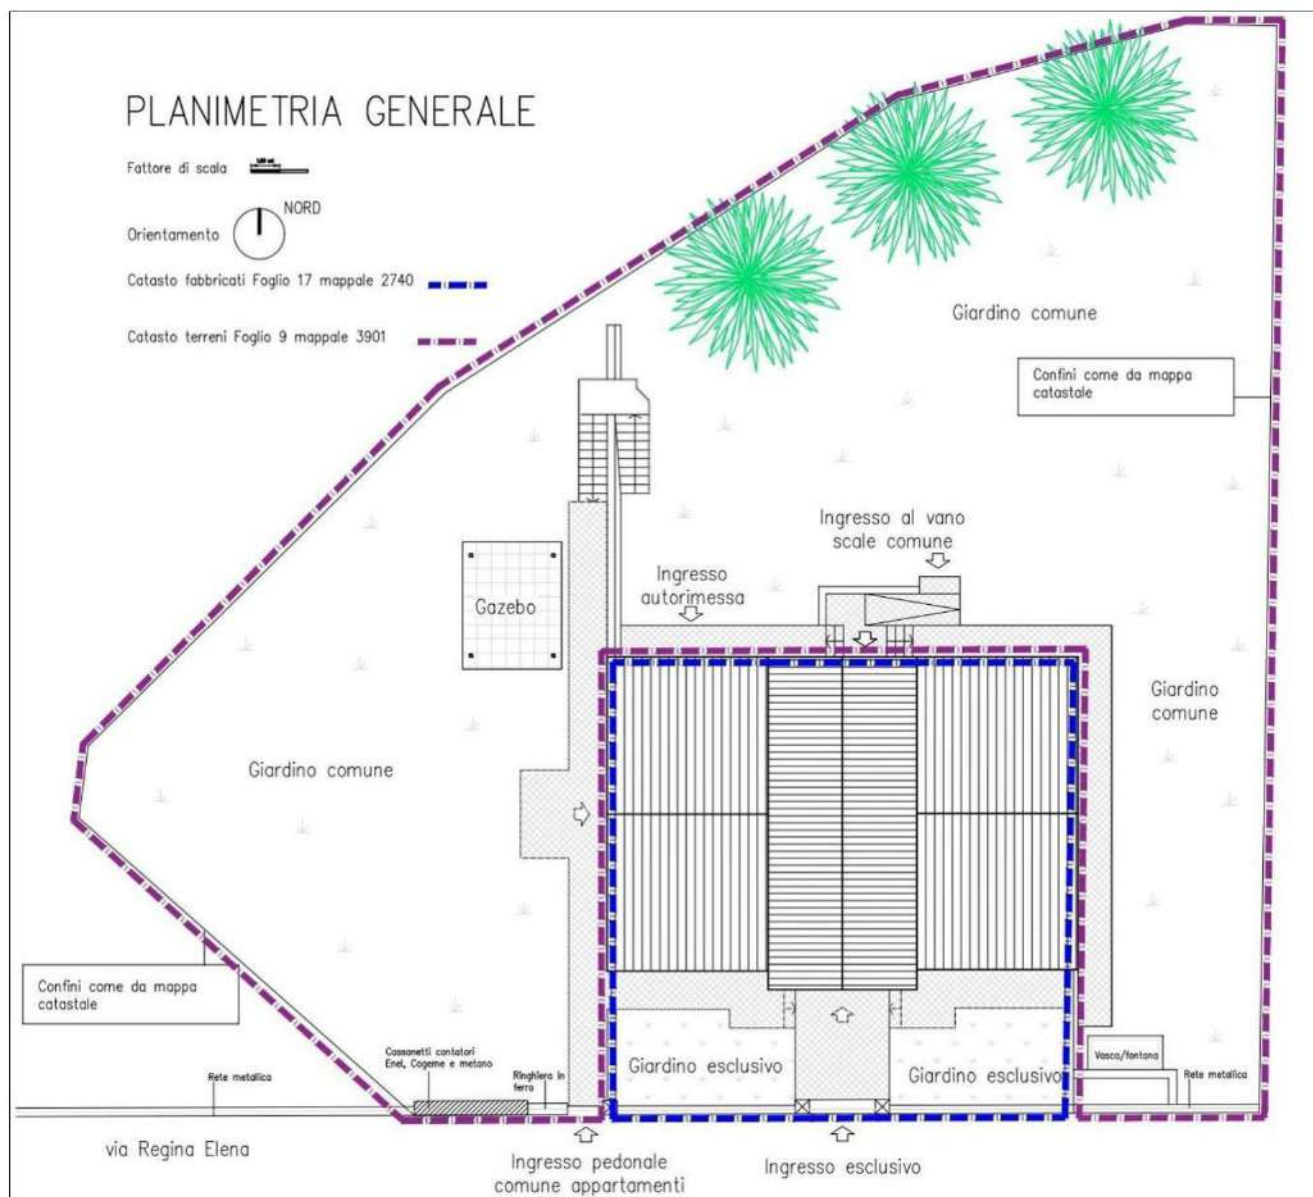 PLANIMETRIA GENERALE
Fattore di scala
Orientamento
NORD
Catasto fabbricati Foglio 17 mappale 2740
Catasto terreni Foglio 9 mappale 3901
Giardino comune
Confini come da mappa
catastale
Ingresso al vano
scale comune
Ingresso
autorimessa
Gazebo
Giardino
comune
Giardino comune
Confini come da mappa
catastale
Cassanetti contatori
Enel, Cogeme e metano
Ringhiera in
ferro
Rete metallica
Giardino esclusivo
Giardino esclusivo
Vasca/fontana
Rete metallica
via Regina Elena
Ingresso pedonale
comune appartamenti
Ingresso esclusivo